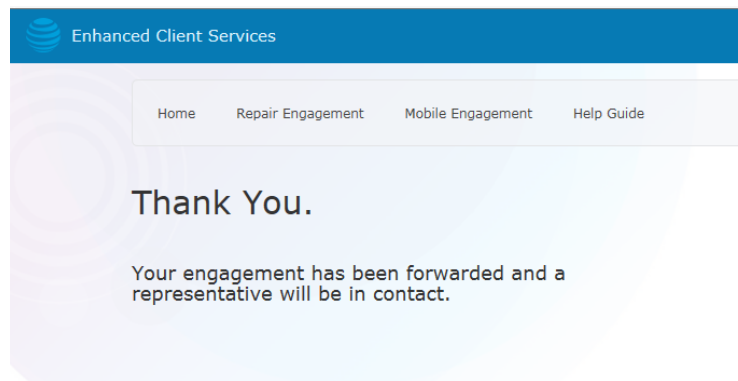 Enhanced Client Services
Home Repair Engagement Mobile Engagement Help Guide
Thank You.
Your engagement has been forwarded and a
representative will be in contact.